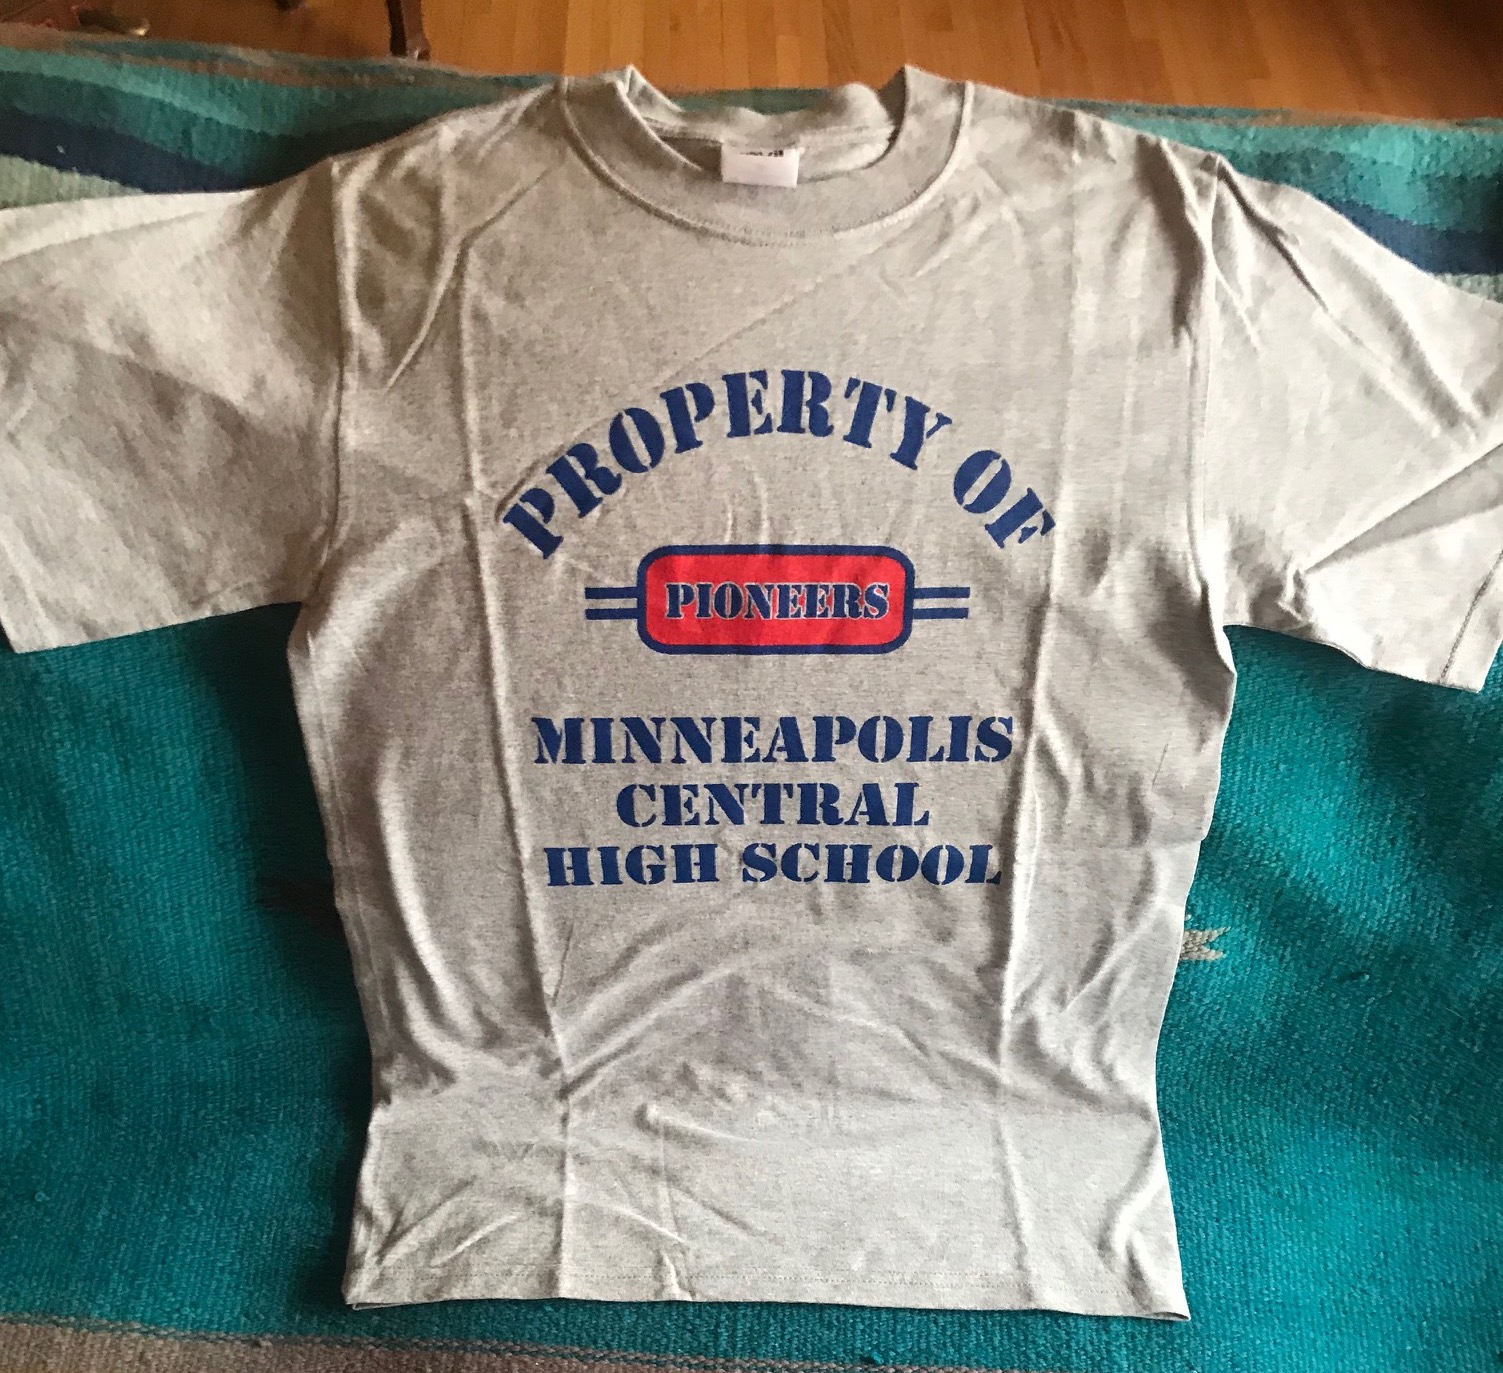 PROPERTY OF
PIONEERS
MINNEAPOLIS
CENTRAL
HIGH SCHOOL